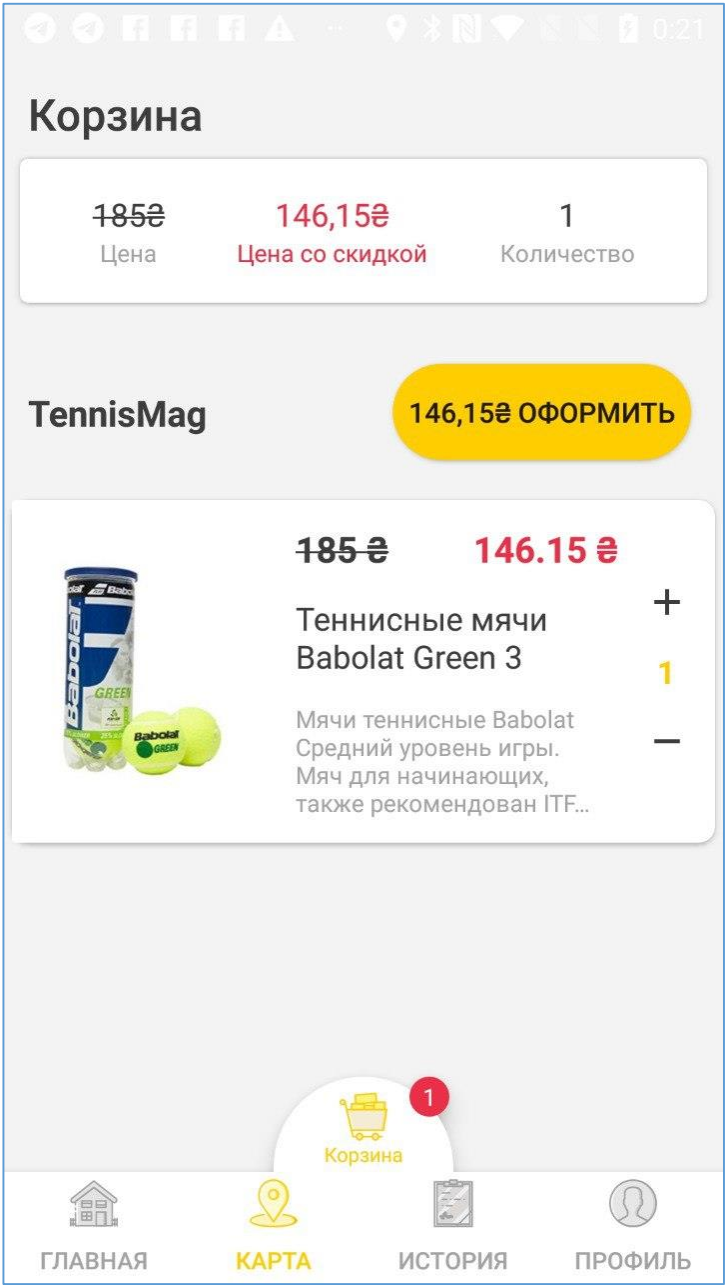 0:21
Корзина
185₴ 146,15₴ 1
Цена Цена со скидкой Количество
TennisMag 146,15₴ ОФОРМИТЬ
185 ₴ 146.15 ₴
+
Теннисные мячи
Babolat Green 3
1
Мячи теннисные Babolat
Средний уровень игры.
Мяч для начинающих,
также рекомендован ITF...
−
Babolat
GREEN
Babolat
GREEN
1
Корзина
ГЛАВНАЯ КАРТА ИСТОРИЯ ПРОФИЛЬ